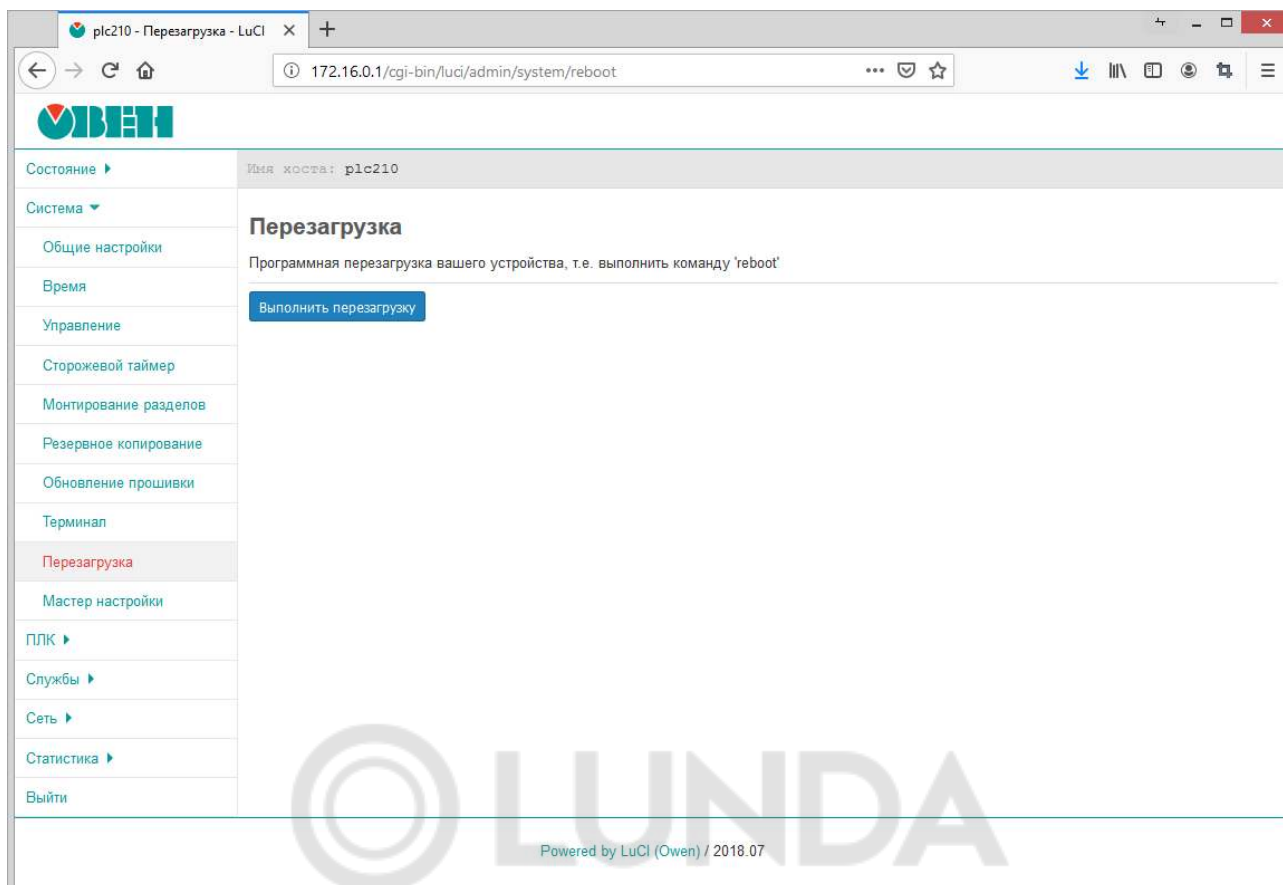 plc210 - Перезагрузка - LuCI
172.16.0.1/cgi-bin/luci/admin/system/reboot
ОВЕН
Состояние
Имя хоста: plc210
Система
Перезагрузка
Общие настройки
Программная перезагрузка вашего устройства, т.е. выполнить команду 'reboot'
Время
Выполнить перезагрузку
Управление
Сторожевой таймер
Монтирование разделов
Резервное копирование
Обновление прошивки
Терминал
Перезагрузка
Мастер настройки
ПЛК
Службы
Сеть
Статистика
Выйти
LUNDA
Powered by LuCI (Owen) / 2018.07